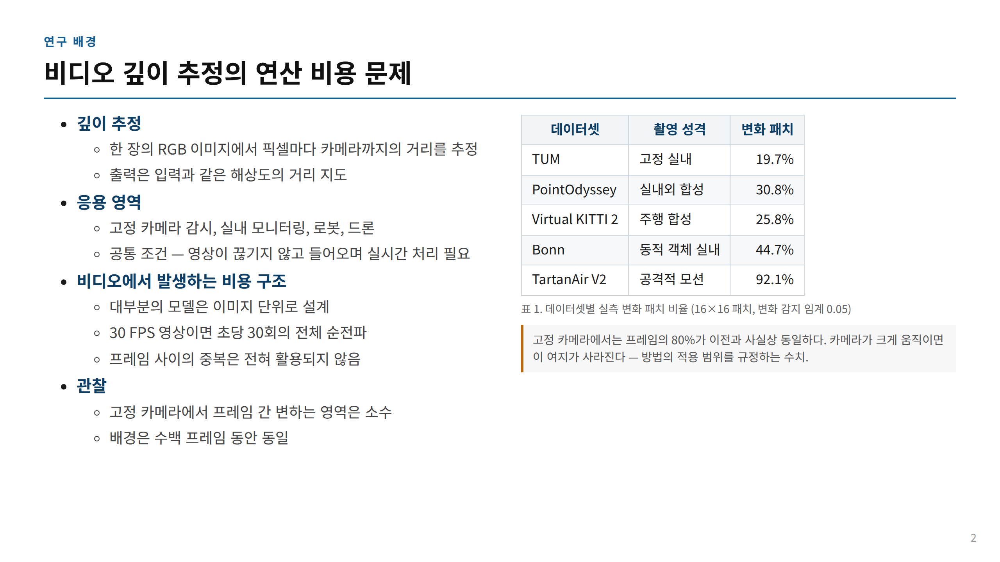 연구 배경
비디오 깊이 추정의 연산 비용 문제
• 깊이 추정
○ 한 장의 RGB 이미지에서 픽셀마다 카메라까지의 거리를 추정
○ 출력은 입력과 같은 해상도의 거리 지도
• 응용 영역
○ 고정 카메라 감시, 실내 모니터링, 로봇, 드론
○ 공통 조건 — 영상이 끊기지 않고 들어오며 실시간 처리 필요
• 비디오에서 발생하는 비용 구조
○ 대부분의 모델은 이미지 단위로 설계
○ 30 FPS 영상이면 초당 30회의 전체 순전파
○ 프레임 사이의 중복은 전혀 활용되지 않음
• 관찰
○ 고정 카메라에서 프레임 간 변하는 영역은 소수
○ 배경은 수백 프레임 동안 동일
데이터셋 촬영 성격 변화 패치
TUM 고정 실내 19.7%
PointOdyssey 실내외 합성 30.8%
Virtual KITTI 2 주행 합성 25.8%
Bonn 동적 객체 실내 44.7%
TartanAir V2 공격적 모션 92.1%
표 1. 데이터셋별 실측 변화 패치 비율 (16×16 패치, 변화 감지 임계 0.05)
고정 카메라에서는 프레임의 80%가 이전과 사실상 동일하다. 카메라가 크게 움직이면
이 여지가 사라진다 — 방법의 적용 범위를 규정하는 수치.
2